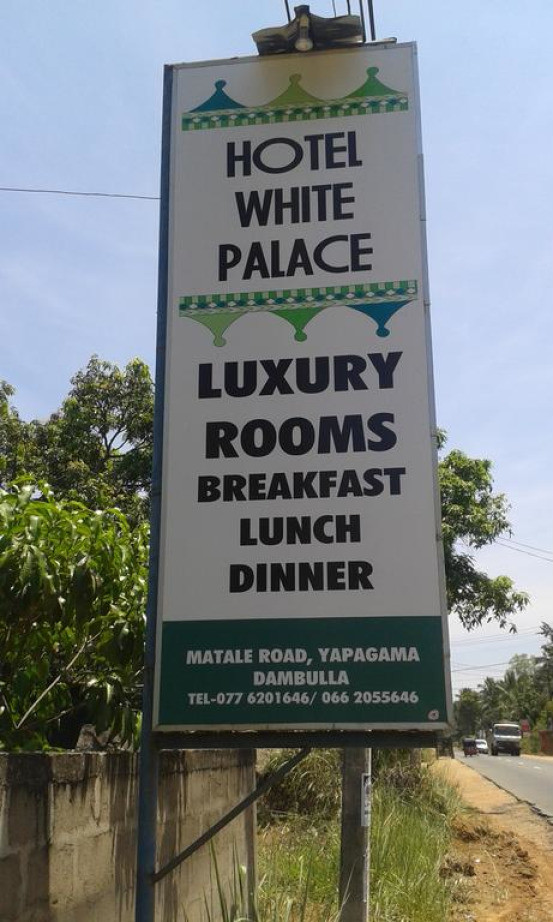 HOTEL
WHITE
PALACE
LUXURY
ROOMS
BREAKFAST
LUNCH
DINNER
MATALE ROAD, YAPAGAMA
DAMBULLA
TEL-077 6201646/ 066 2055646